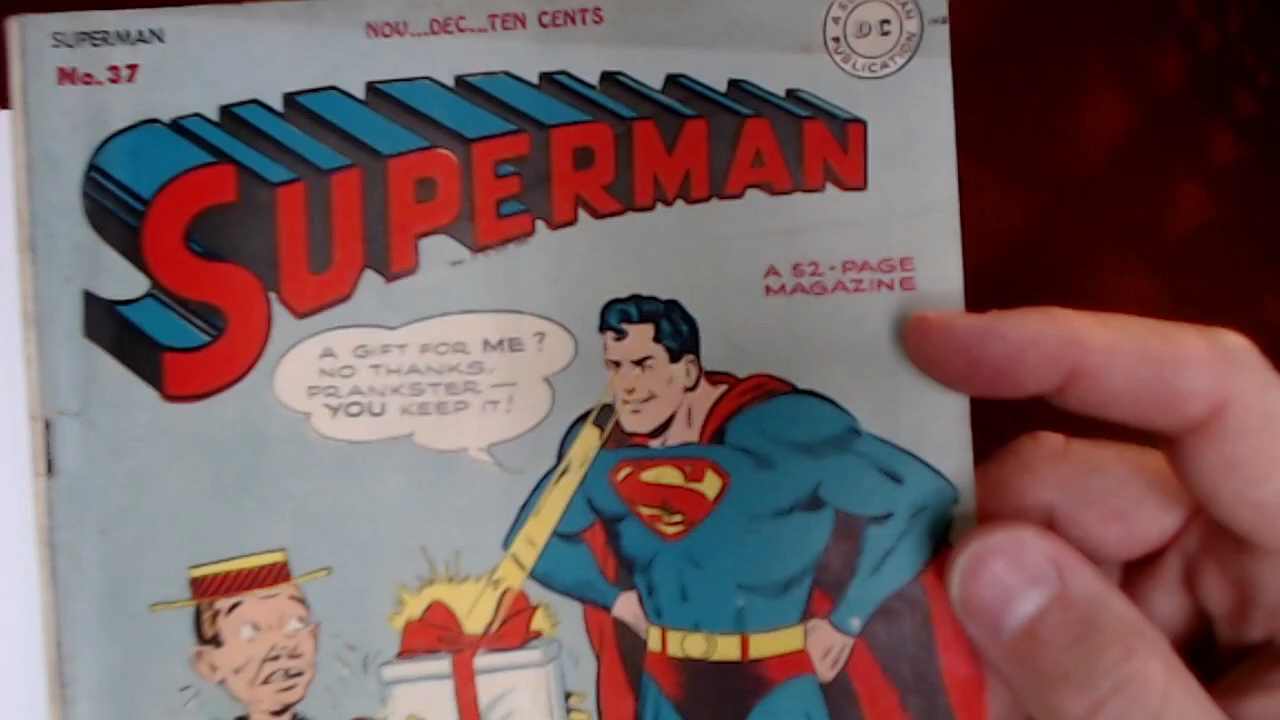 SUPERMAN
No. 37
NOV...DEC...TEN CENTS
DC
PUBLICATION
SUPERMAN
A 52-PAGE
MAGAZINE
A GIFT FOR ME?
NO THANKS,
PRANKSTER—
YOU KEEP IT!
S